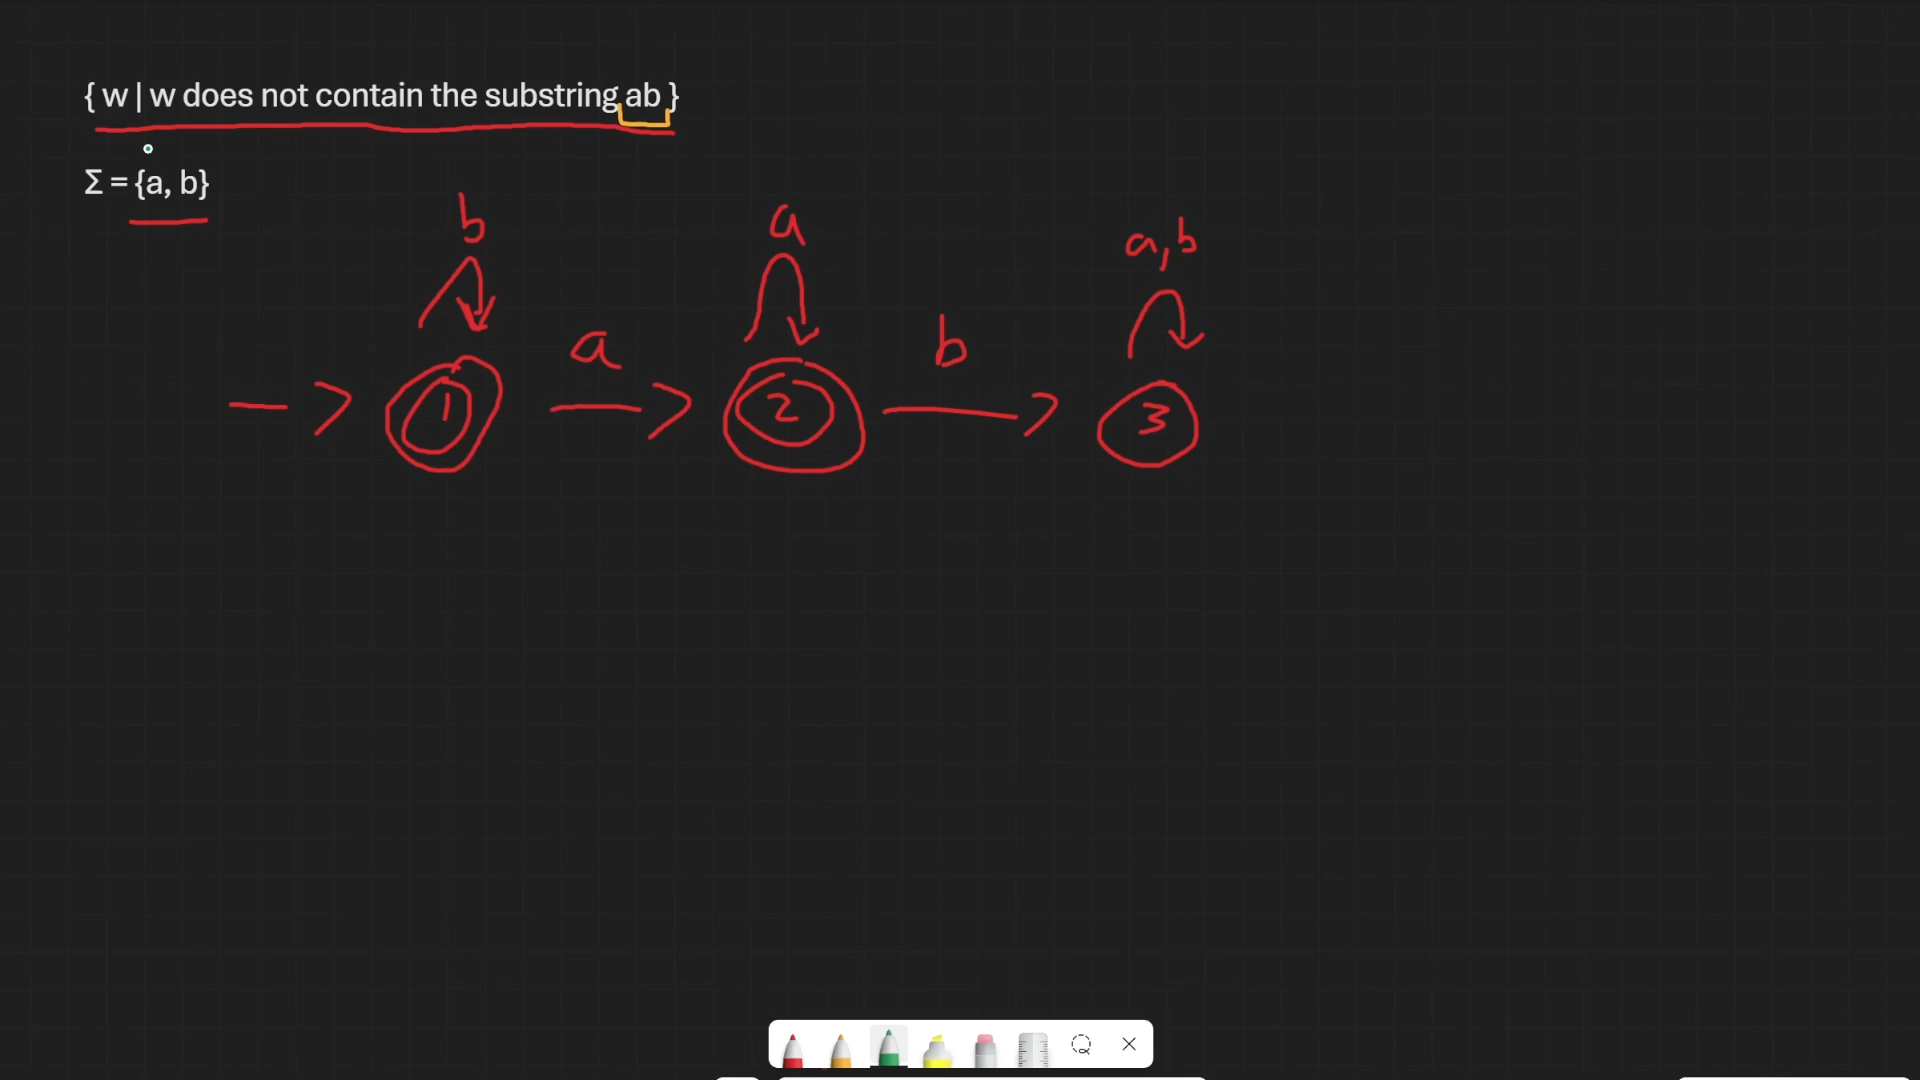 { w | w does not contain the substring ab }
Σ = {a, b}
b
a
a,b
a
b
1
2
3